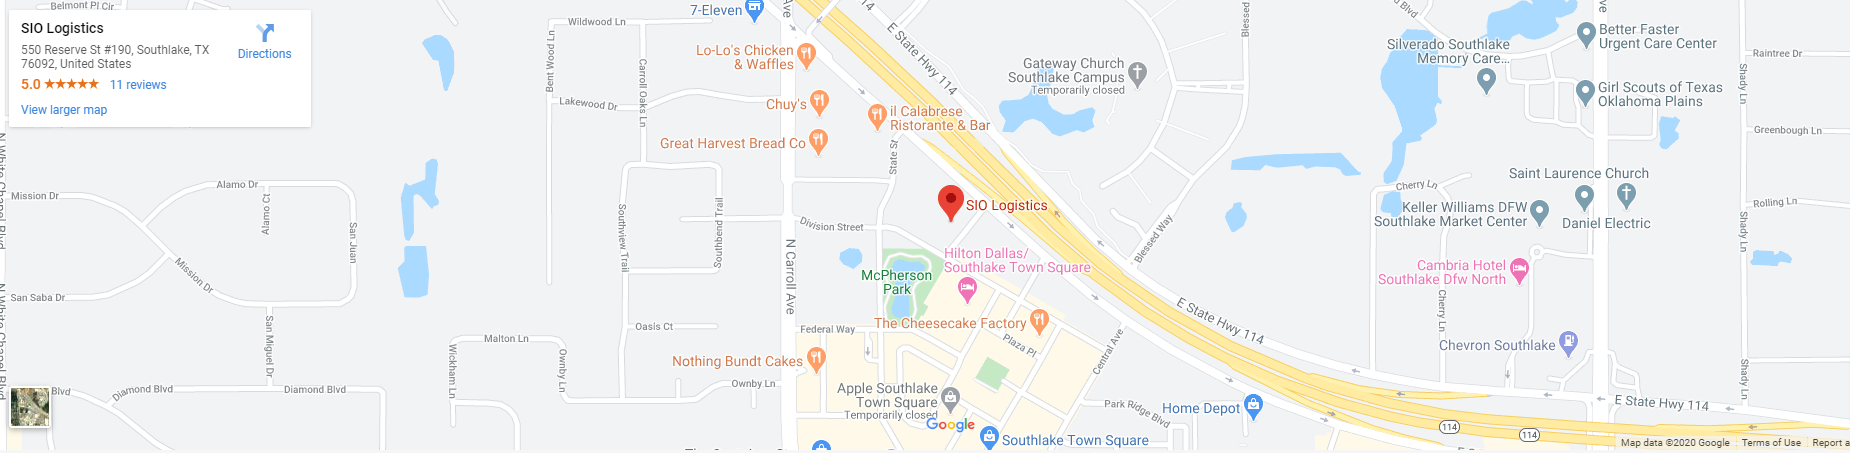 SIO Logistics
550 Reserve St #190, Southlake, TX
76092, United States
5.0 ★★★★★ 11 reviews
View larger map
Directions
Belmont Pl Cir
7-Eleven
Wildwood Ln
Bent Wood Ln
Carroll Oaks Ln
Lakewood Dr
Lo-Lo's Chicken
& Waffles
Chuy's
Great Harvest Bread Co
il Calabrese
Ristorante & Bar
State St
E State Hwy 114
E State Hwy 114
Gateway Church
Southlake Campus
Temporarily closed
Blessed
Silverado Southlake
Memory Care...
Better Faster
Urgent Care Center
Girl Scouts of Texas
Oklahoma Plains
Raintree Dr
Shady Ln
Greenbough Ln
Saint Laurence Church
Cherry Ln
Keller Williams DFW
Southlake Market Center
Daniel Electric
Rolling Ln
Shady Ln
N White Chapel Blvd
Mission Dr
Alamo Dr
Alamo Ct
San Juan
Mission Dr
San Saba Dr
San Miguel Dr
Diamond Blvd
Diamond Blvd
Blvd
Southview Trail
Southbend Trail
Division Street
N Carroll Ave
SIO Logistics
Blessed Way
Hilton Dallas/
Southlake Town Square
McPherson
Park
Cambria Hotel
Southlake Dfw North
Cherry Ln
E State Hwy 114
Oasis Ct
Malton Ln
Wickham Ln
Ownby Ln
Ownby Ln
Federal Way
The Cheesecake Factory
Plaza Pl
Central Ave
Nothing Bundt Cakes
Chevron Southlake
Apple Southlake
Town Square
Temporarily closed
Park Ridge Blvd
Home Depot
E State Hwy 114
Shady Ln
114
114
Google
Southlake Town Square
Map data ©2020 Google
Terms of Use
Report a